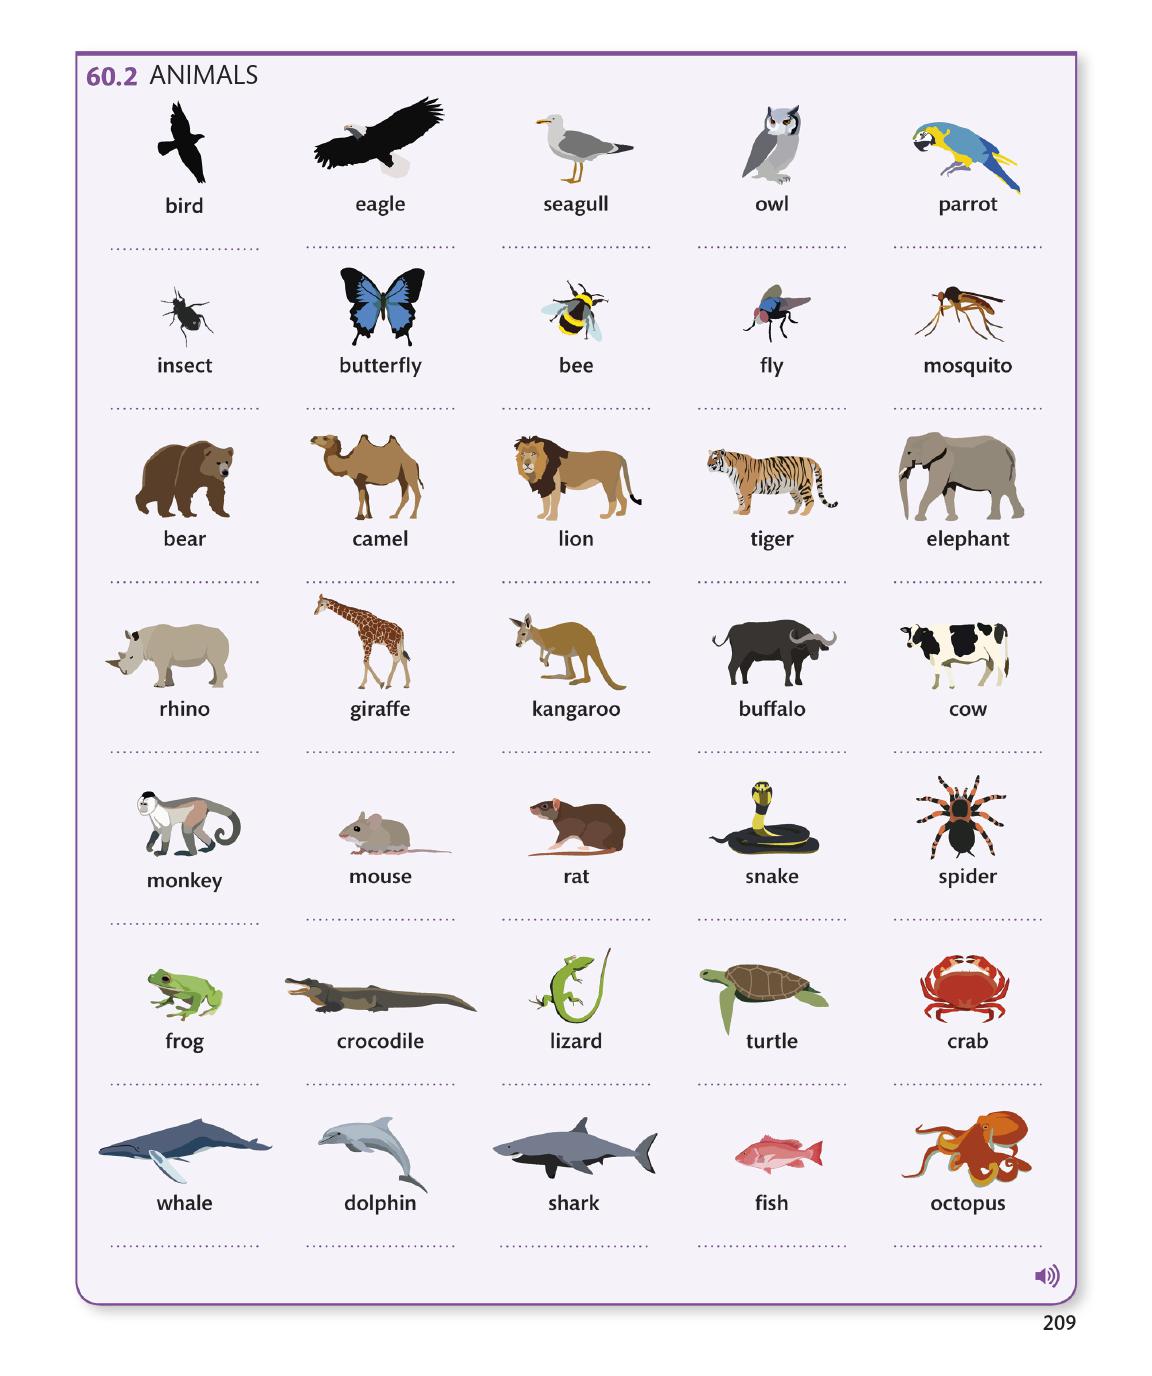 60.2 ANIMALS
bird eagle seagull owl parrot
insect butterfly bee fly mosquito
bear camel lion tiger elephant
rhino giraffe kangaroo buffalo cow
monkey mouse rat snake spider
frog crocodile lizard turtle crab
whale dolphin shark fish octopus
209